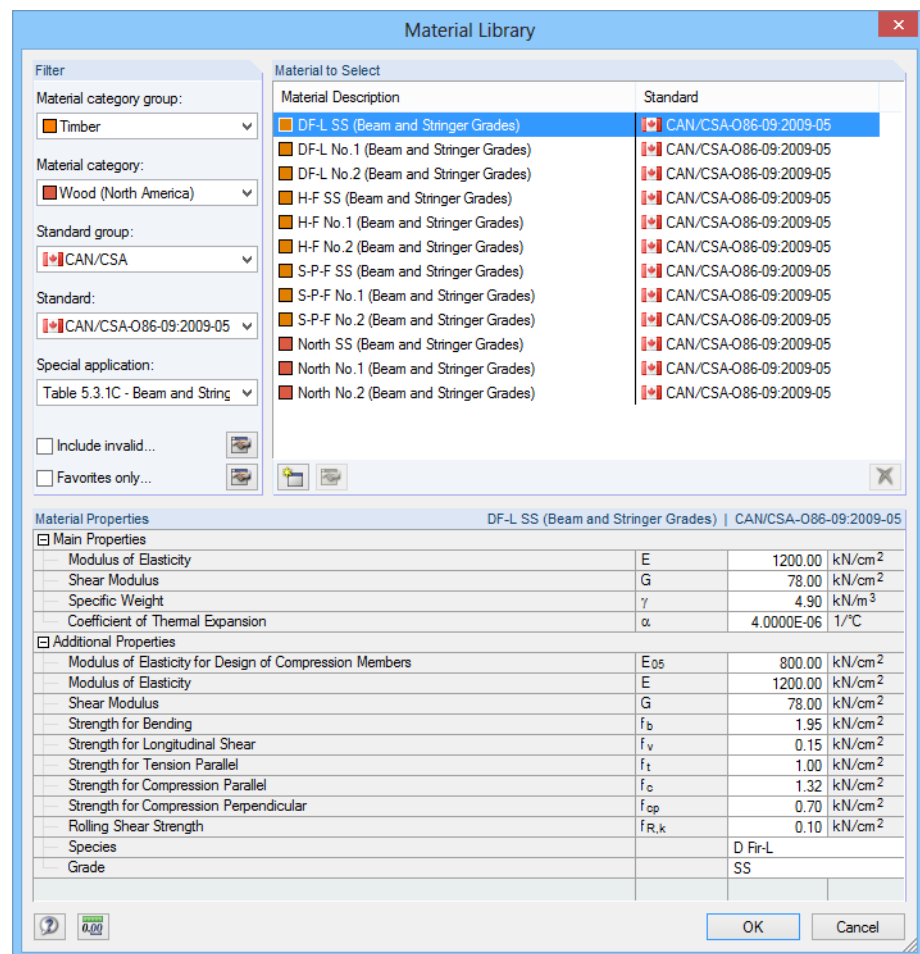 Material Library
Filter
Material category group:
Timber
Material category:
Wood (North America)
Standard group:
CAN/CSA
Standard:
CAN/CSA-O86-09:2009-05
Special application:
Table 5.3.1C - Beam and String
Include invalid...
Favorites only...
Material to Select
Material Description Standard
DF-L SS (Beam and Stringer Grades) CAN/CSA-O86-09:2009-05
DF-L No.1 (Beam and Stringer Grades) CAN/CSA-O86-09:2009-05
DF-L No.2 (Beam and Stringer Grades) CAN/CSA-O86-09:2009-05
H-F SS (Beam and Stringer Grades) CAN/CSA-O86-09:2009-05
H-F No.1 (Beam and Stringer Grades) CAN/CSA-O86-09:2009-05
H-F No.2 (Beam and Stringer Grades) CAN/CSA-O86-09:2009-05
S-P-F SS (Beam and Stringer Grades) CAN/CSA-O86-09:2009-05
S-P-F No.1 (Beam and Stringer Grades) CAN/CSA-O86-09:2009-05
S-P-F No.2 (Beam and Stringer Grades) CAN/CSA-O86-09:2009-05
North SS (Beam and Stringer Grades) CAN/CSA-O86-09:2009-05
North No.1 (Beam and Stringer Grades) CAN/CSA-O86-09:2009-05
North No.2 (Beam and Stringer Grades) CAN/CSA-O86-09:2009-05
Material Properties DF-L SS (Beam and Stringer Grades) | CAN/CSA-O86-09:2009-05
Main Properties
Modulus of Elasticity E 1200.00 kN/cm2
Shear Modulus G 78.00 kN/cm2
Specific Weight γ 4.90 kN/m3
Coefficient of Thermal Expansion α 4.0000E-06 1/°C
Additional Properties
Modulus of Elasticity for Design of Compression Members E05 800.00 kN/cm2
Modulus of Elasticity E 1200.00 kN/cm2
Shear Modulus G 78.00 kN/cm2
Strength for Bending fb 1.95 kN/cm2
Strength for Longitudinal Shear fv 0.15 kN/cm2
Strength for Tension Parallel ft 1.00 kN/cm2
Strength for Compression Parallel fc 1.32 kN/cm2
Strength for Compression Perpendicular fcp 0.70 kN/cm2
Rolling Shear Strength fR,k 0.10 kN/cm2
Species D Fir-L
Grade SS
0.00
OK Cancel